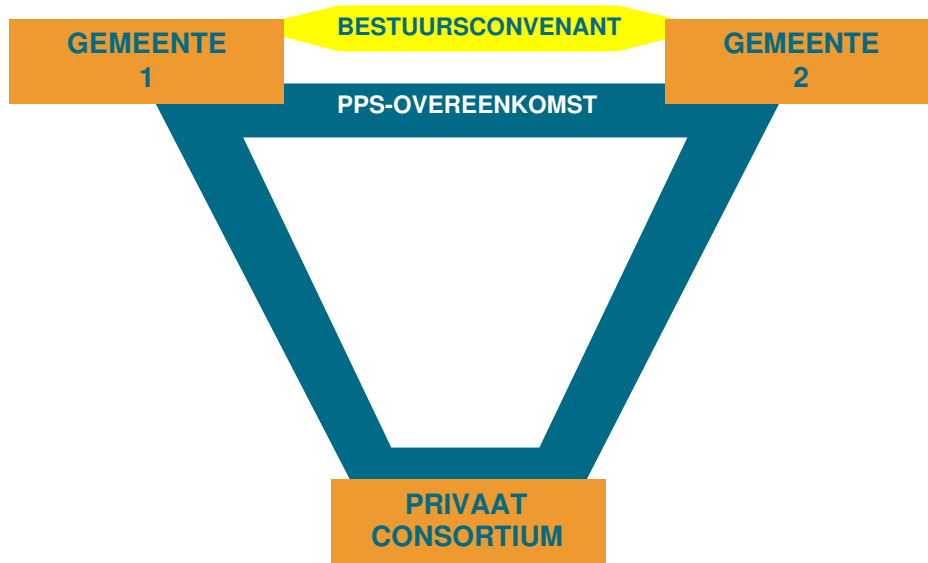 BESTUURSCONVENANT
GEMEENTE
1
GEMEENTE
2
PPS-OVEREENKOMST
PRIVAAT
CONSORTIUM